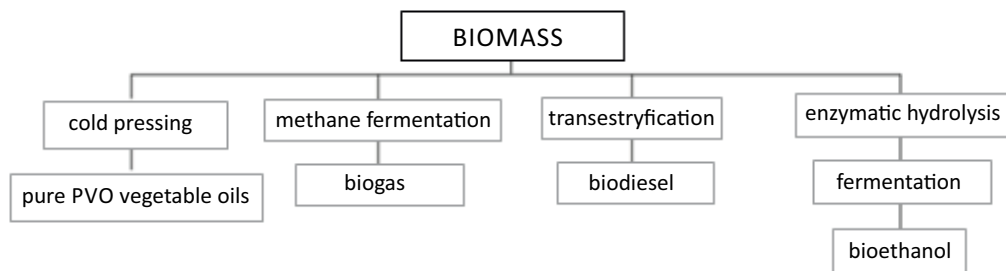 BIOMASS
cold pressing
methane fermentation
transestryfication
enzymatic hydrolysis
pure PVO vegetable oils
biogas
biodiesel
fermentation
bioethanol